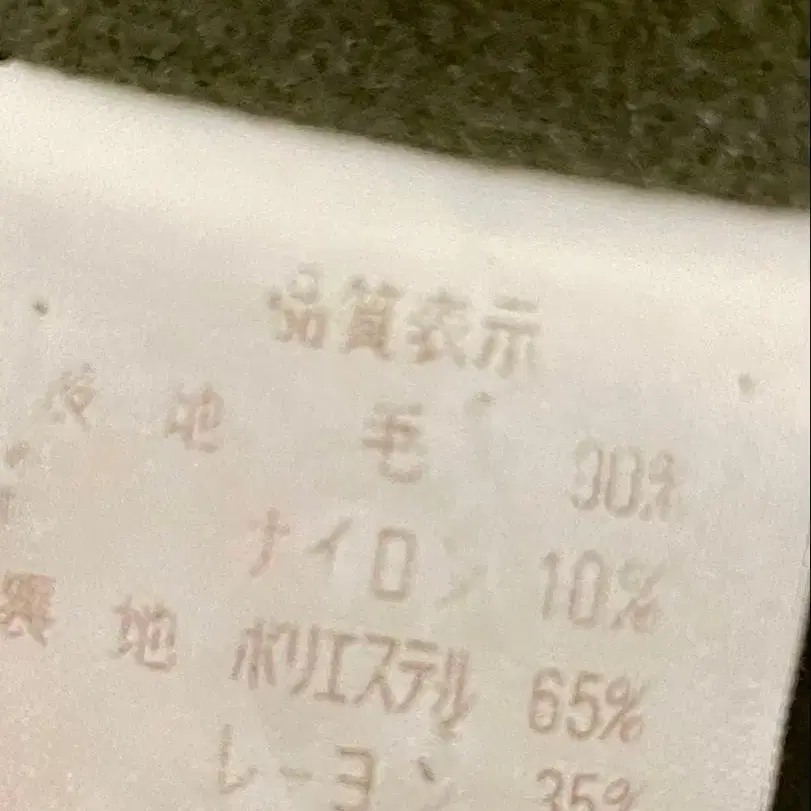 品質表示
表地 毛 90%
ナイロン 10%
裏地 ポリエステル 65%
レーヨン 35%